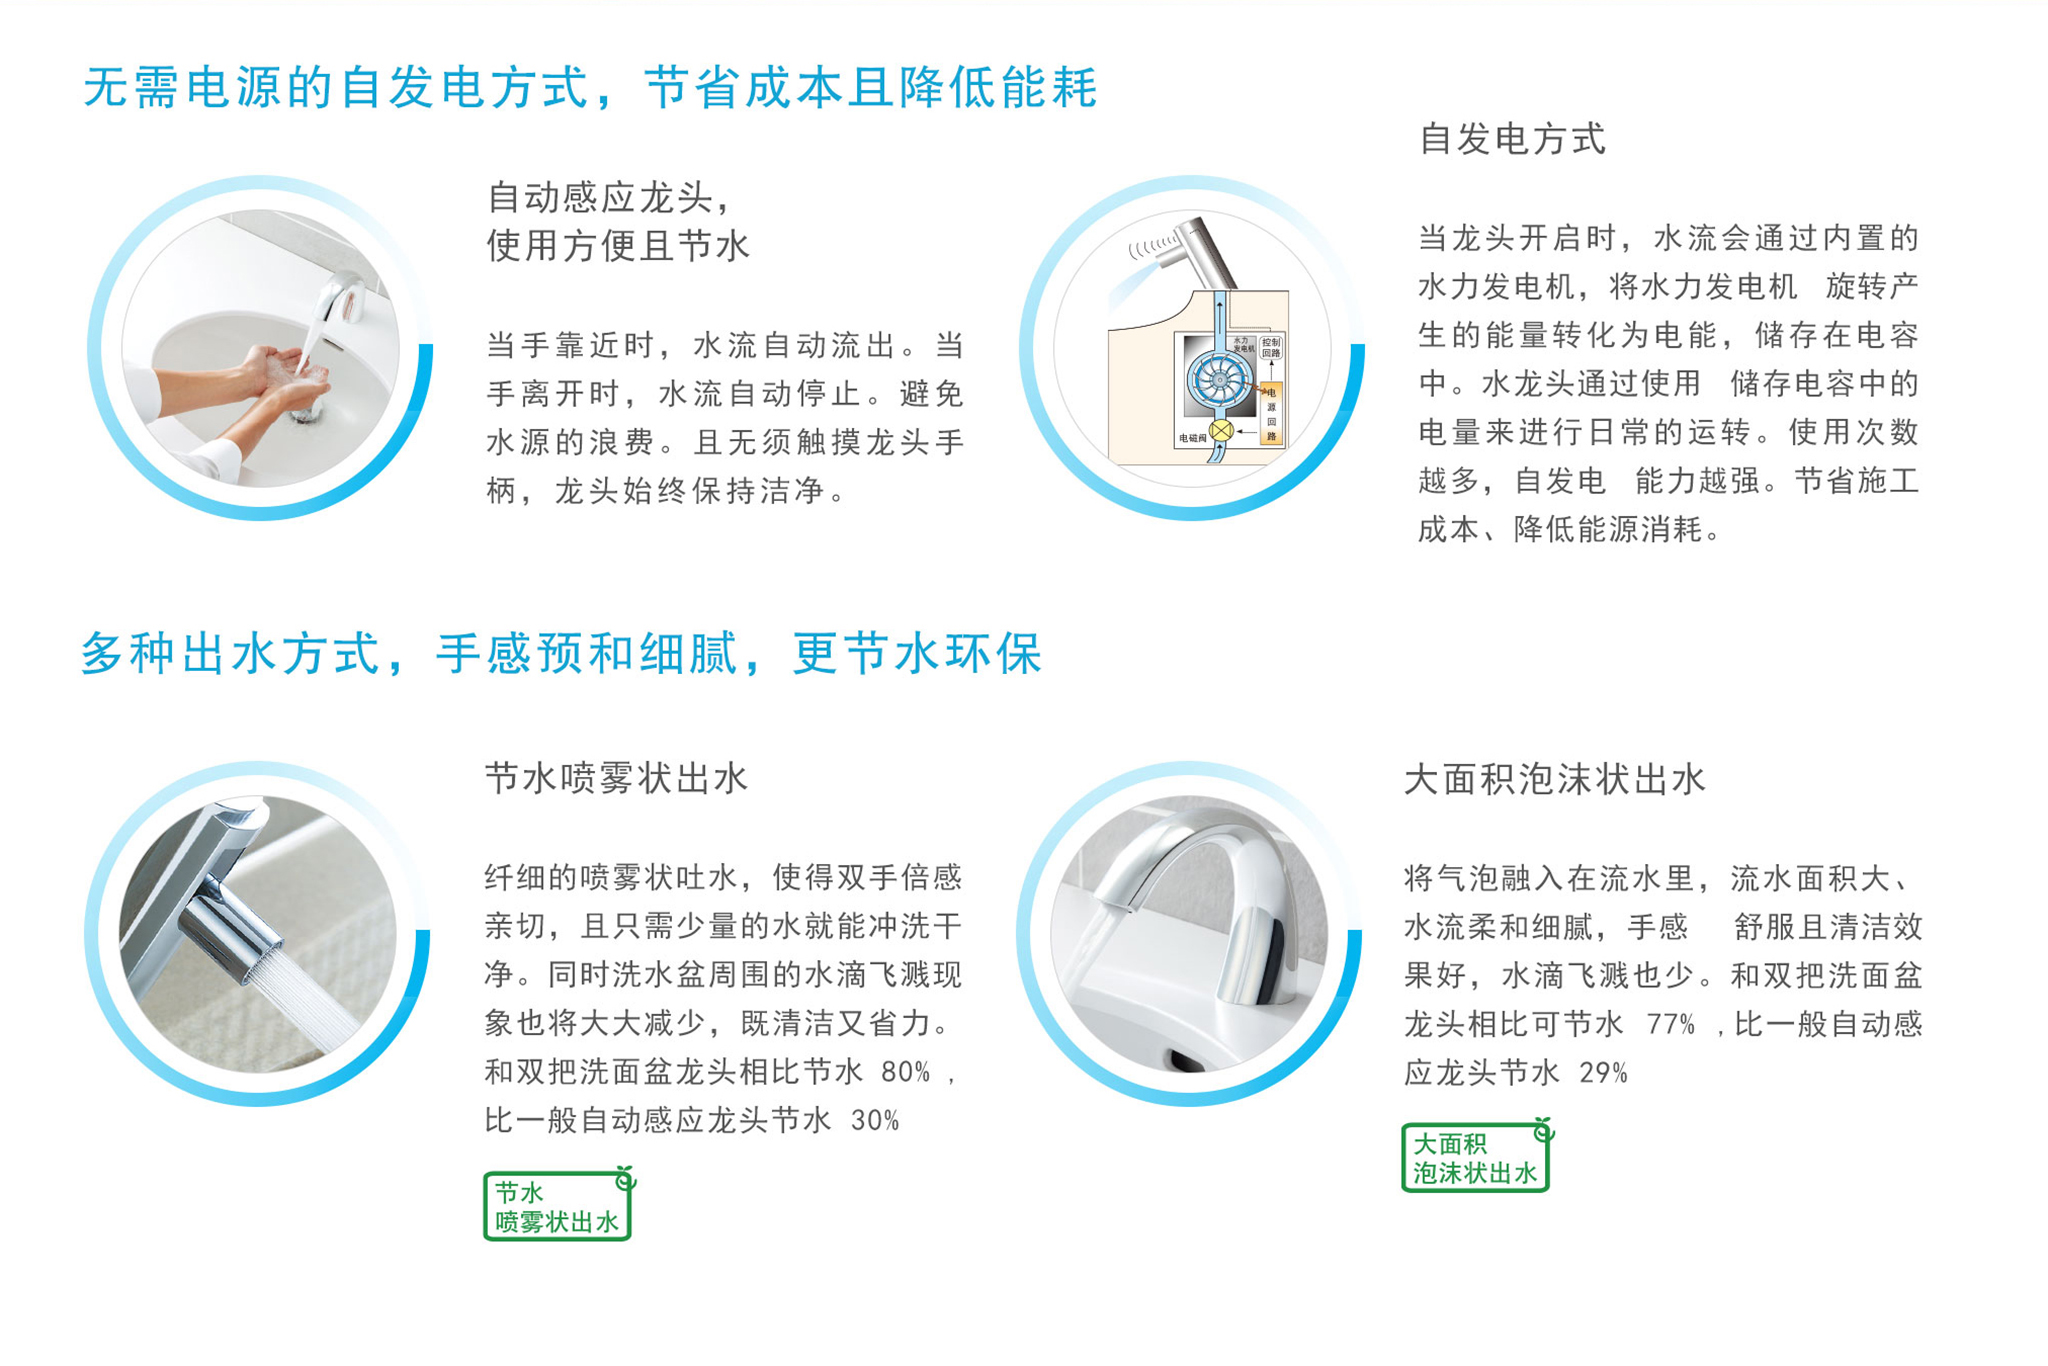 无需电源的自发电方式，节省成本且降低能耗
自动感应龙头，
使用方便且节水
当手靠近时，水流自动流出。当
手离开时，水流自动停止。避免
水源的浪费。且无须触摸龙头手
柄，龙头始终保持洁净。
水力
发电机
控制
回路
电
源
回
路
电磁阀
自发电方式
当龙头开启时，水流会通过内置的
水力发电机，将水力发电机 旋转产
生的能量转化为电能，储存在电容
中。水龙头通过使用 储存电容中的
电量来进行日常的运转。使用次数
越多，自发电 能力越强。节省施工
成本、降低能源消耗。
多种出水方式，手感预和细腻，更节水环保
节水喷雾状出水
纤细的喷雾状吐水，使得双手倍感
亲切，且只需少量的水就能冲洗干
净。同时洗水盆周围的水滴飞溅现
象也将大大减少，既清洁又省力。
和双把洗面盆龙头相比节水 80% ,
比一般自动感应龙头节水 30%
节水
喷雾状出水
大面积泡沫状出水
将气泡融入在流水里，流水面积大、
水流柔和细腻，手感 舒服且清洁效
果好，水滴飞溅也少。和双把洗面盆
龙头相比可节水 77% ,比一般自动感
应龙头节水 29%
大面积
泡沫状出水